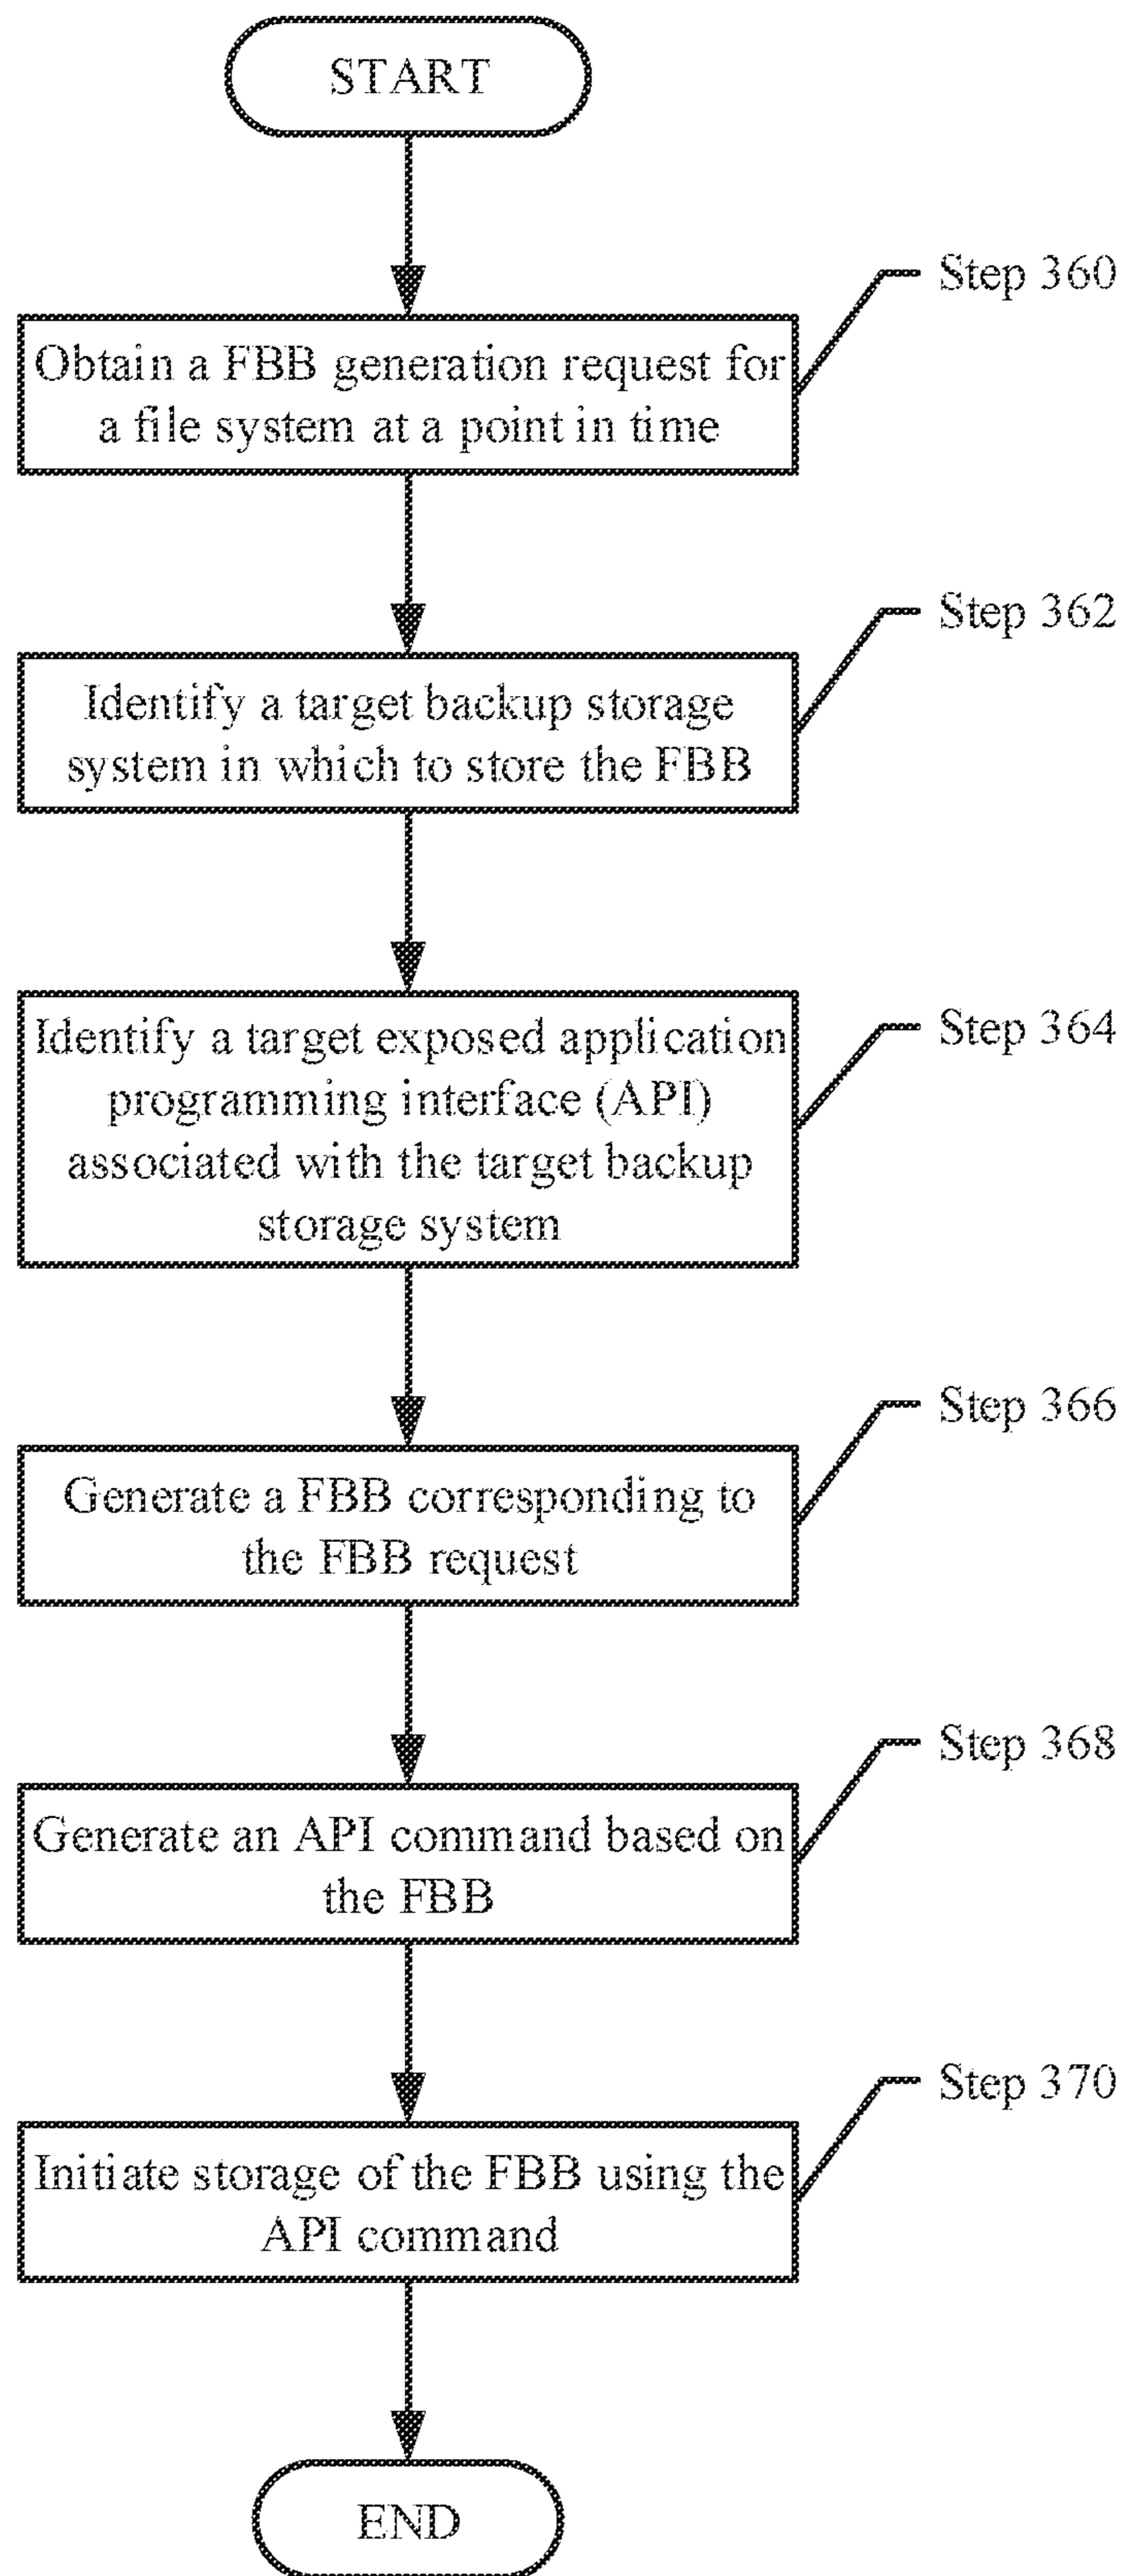 START
Step 360
Obtain a FBB generation request for
a file system at a point in time
Step 362
Identify a target backup storage
system in which to store the FBB
Step 364
Identify a target exposed application
programming interface (API)
associated with the target backup
storage system
Step 366
Generate a FBB corresponding to
the FBB request
Step 368
Generate an API command based on
the FBB
Step 370
Initiate storage of the FBB using the
API command
END